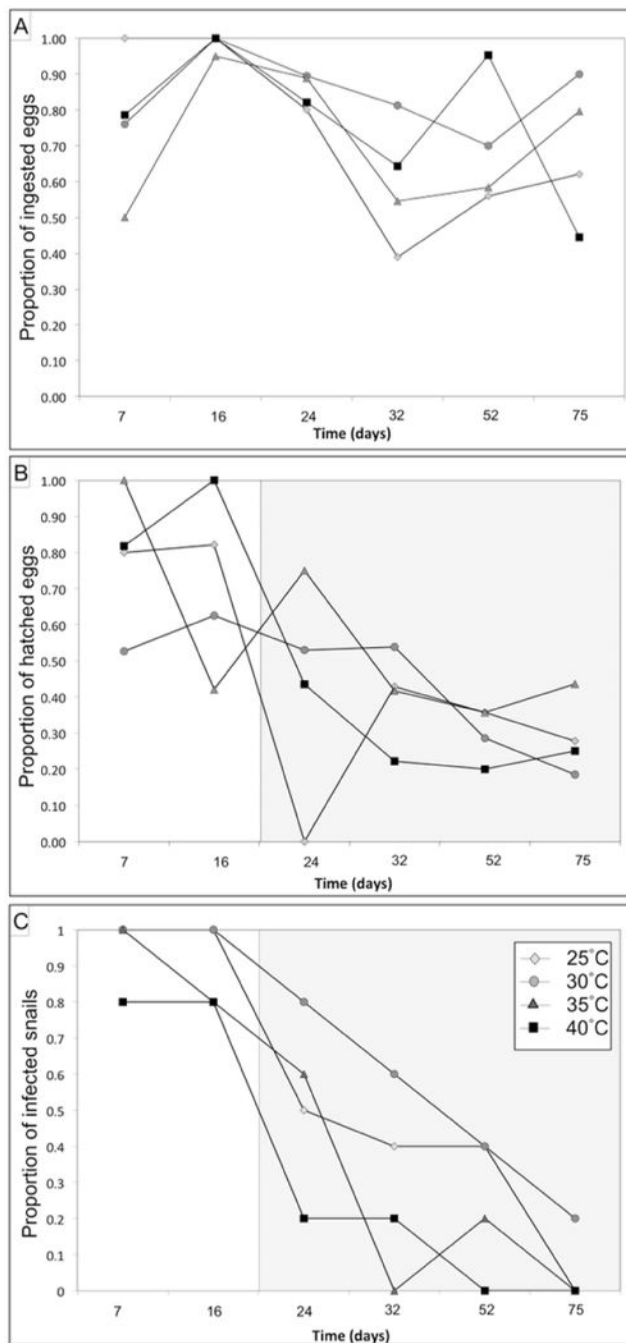 A
Proportion of ingested eggs
1.00
0.90
0.80
0.70
0.60
0.50
0.40
0.30
0.20
0.10
0.00
7 16 24 32 52 75
Time (days)
B
Proportion of hatched eggs
1.00
0.90
0.80
0.70
0.60
0.50
0.40
0.30
0.20
0.10
0.00
7 16 24 32 52 75
Time (days)
C
Proportion of infected snails
1
0.9
0.8
0.7
0.6
0.5
0.4
0.3
0.2
0.1
0
25°C
30°C
35°C
40°C
7 16 24 32 52 75
Time (days)